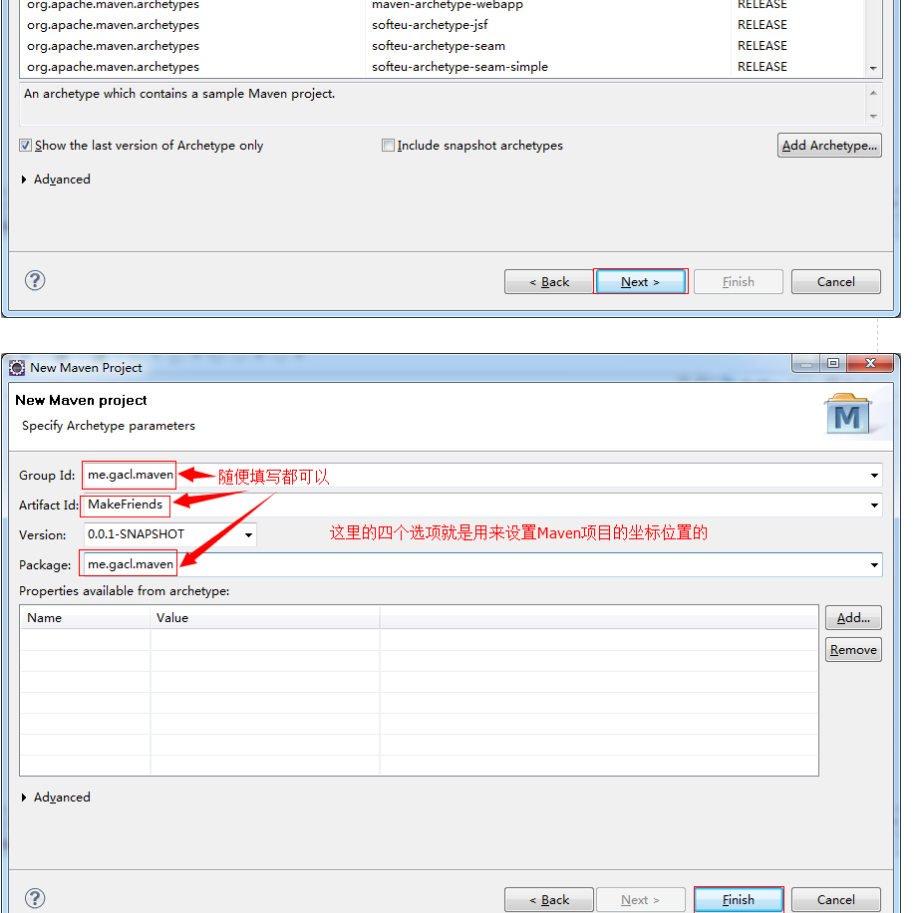 org.apache.maven.archetypes maven-archetype-webapp RELEASE
org.apache.maven.archetypes softeu-archetype-jsf RELEASE
org.apache.maven.archetypes softeu-archetype-seam RELEASE
org.apache.maven.archetypes softeu-archetype-seam-simple RELEASE
An archetype which contains a sample Maven project.
Show the last version of Archetype only Include snapshot archetypes Add Archetype...
Advanced
? < Back Next > Finish Cancel
New Maven Project
New Maven project
M
Specify Archetype parameters
Group Id: me.gacl.maven 随便填写都可以
Artifact Id: MakeFriends
Version: 0.0.1-SNAPSHOT 这里的四个选项就是用来设置Maven项目的坐标位置的
Package: me.gacl.maven
Properties available from archetype:
Name Value Add...
Remove
Advanced
? < Back Next > Finish Cancel